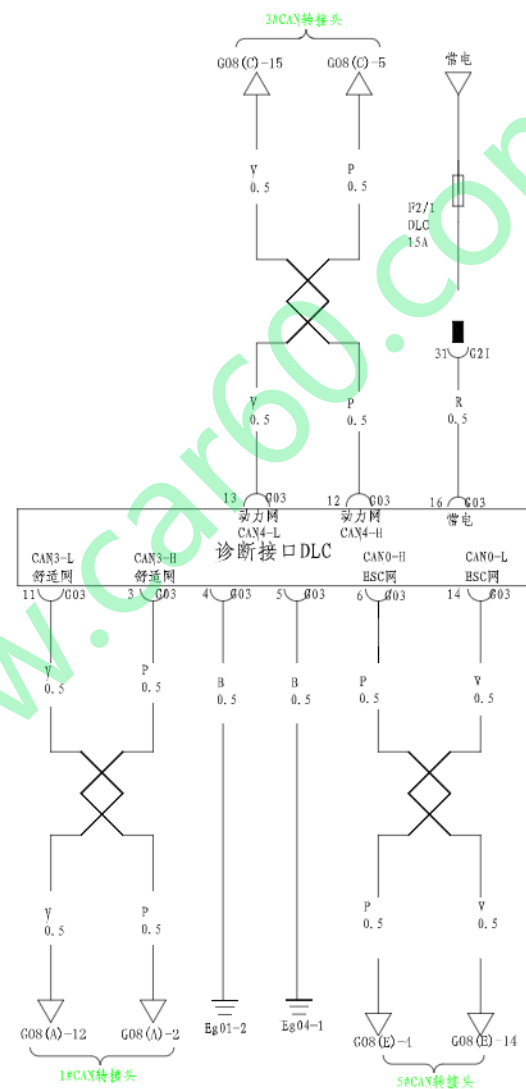 3#CAN转接头
G08(C)-15 G08(C)-5 常电
V 0.5 P 0.5
F2/1
DLC
15A
31 G2I
V 0.5 P 0.5 R 0.5
13 G03 12 G03 16 G03
动力网 动力网 常电
CAN4-L CAN4-H
诊断接口DLC
CAN3-L CAN3-H CAN0-H CAN0-L
舒适网 舒适网 ESC网 ESC网
11 G03 3 G03 4 G03 5 G03 6 G03 14 G03
V 0.5 P 0.5 B 0.5 B 0.5 P 0.5 V 0.5
V 0.5 P 0.5 P 0.5 V 0.5
G08(A)-12 G08(A)-2 Eg01-2 Eg04-1 G08(E)-4 G08(E)-14
1#CAN转接头 5#CAN转接头
w.car60.com